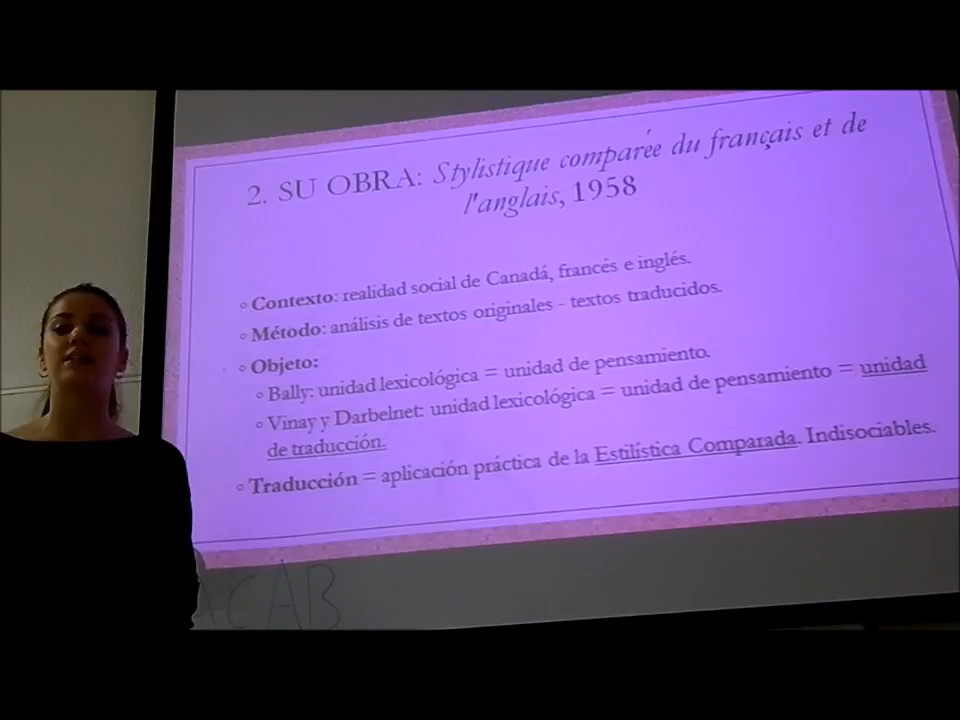 2. SU OBRA: Stylistique comparée du français et de
l'anglais, 1958
◦ Contexto: realidad social de Canadá, francés e inglés.
◦ Método: análisis de textos originales - textos traducidos.
◦ Objeto:
◦ Bally: unidad lexicológica = unidad de pensamiento.
◦ Vinay y Darbelnet: unidad lexicológica = unidad de pensamiento = unidad
de traducción.
◦ Traducción = aplicación práctica de la Estilística Comparada. Indisociables.
ACAB